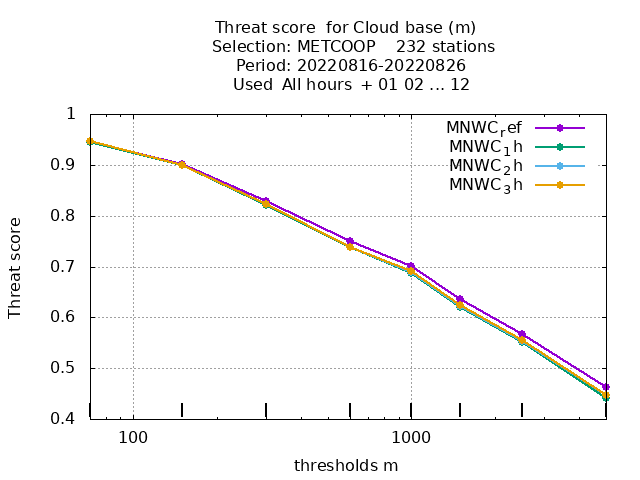 Threat score  for Cloud base (m)
Selection: METCOOP    232 stations
Period: 20220816-20220826
Used  All hours  + 01 02 ... 12
MNWC_ref
MNWC_1h
MNWC_2h
MNWC_3h
1
0.9
0.8
0.7
0.6
0.5
0.4
Threat score
100
1000
thresholds m